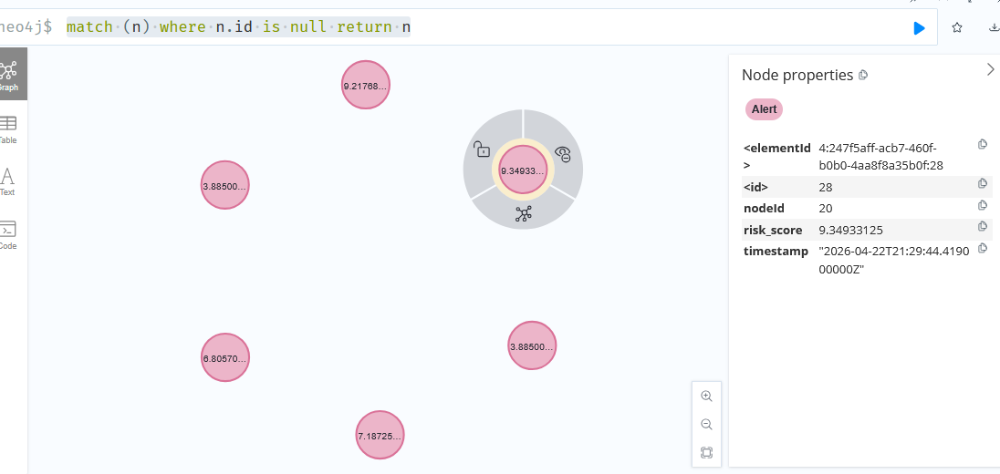 neo4j$ match (n) where n.id is null return n
Graph
Table
Text
Code
9.21768...
9.34933...
3.88500...
6.80570...
3.88500...
7.18725...
Node properties
Alert
<elementId> 4:247f5aff-acb7-460f-b0b0-4aa8f8a35b0f:28
<id> 28
nodeId 20
risk_score 9.34933125
timestamp "2026-04-22T21:29:44.419000000Z"